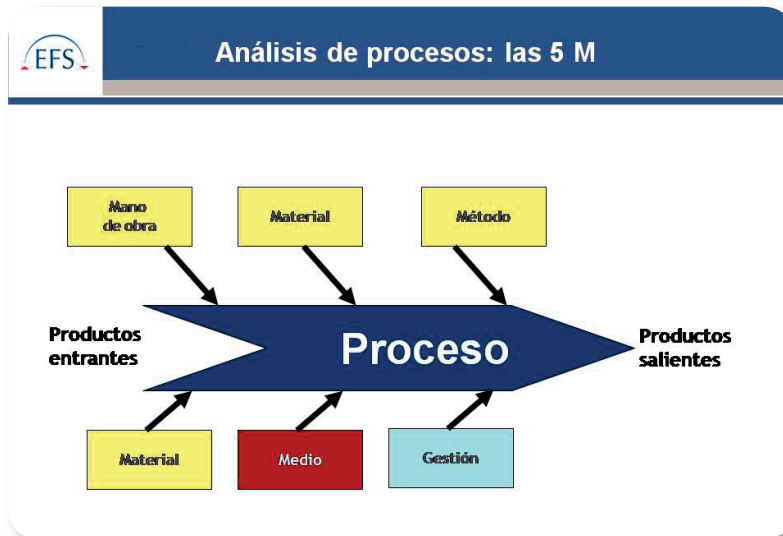 EFS
Análisis de procesos: las 5 M
Mano
de obra
Material
Método
Productos
entrantes
Proceso
Productos
salientes
Material
Medio
Gestión